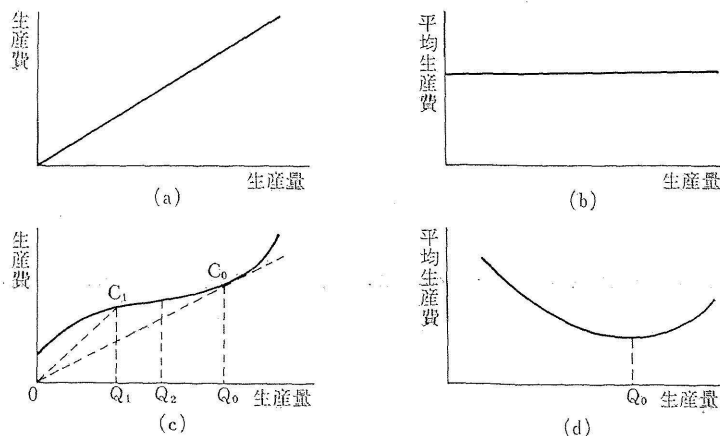 生産費
生産量
(a)
平均生産費
生産量
(b)
生産費
C₁
C₀
0 Q₁ Q₂ Q₀ 生産量
(c)
平均生産費
Q₀ 生産量
(d)